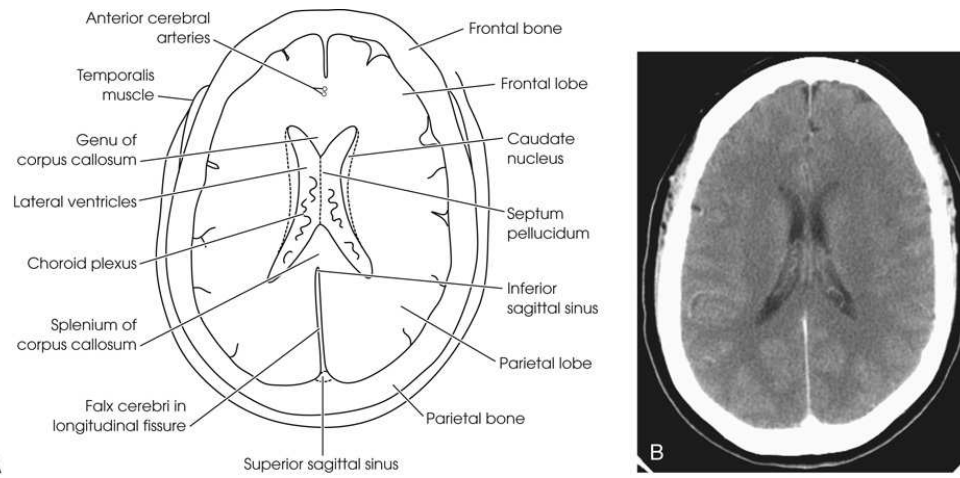 Anterior cerebral
arteries
Temporalis
muscle
Genu of
corpus callosum
Lateral ventricles
Choroid plexus
Splenium of
corpus callosum
Falx cerebri in
longitudinal fissure
Superior sagittal sinus
Frontal bone
Frontal lobe
Caudate
nucleus
Septum
pellucidum
Inferior
sagittal sinus
Parietal lobe
Parietal bone
B